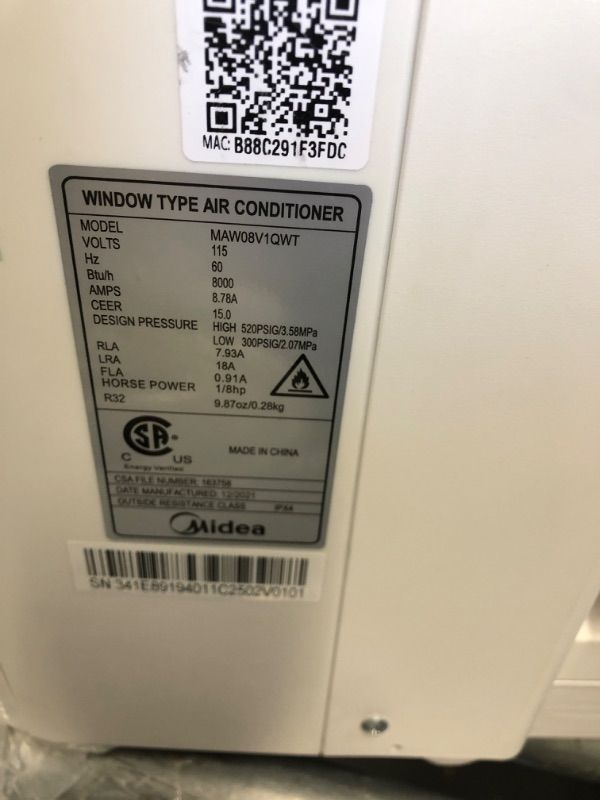 MAC: B88C291F3FDC
WINDOW TYPE AIR CONDITIONER
MODEL MAW08V1QWT
VOLTS 115
Hz 60
Btu/h 8000
AMPS 8.78A
CEER 15.0
DESIGN PRESSURE HIGH 520PSIG/3.58MPa
LOW 300PSIG/2.07MPa
RLA 7.93A
LRA 18A
FLA 0.91A
HORSE POWER 1/8hp
R32 9.87oz/0.28kg
CSA ®
C US
Energy Verified
MADE IN CHINA
CSA FILE NUMBER: 163758
DATE MANUFACTURED: 12/2021
OUTSIDE RESISTANCE CLASS IPX4
Midea
SN 341E89194011C2502V0101